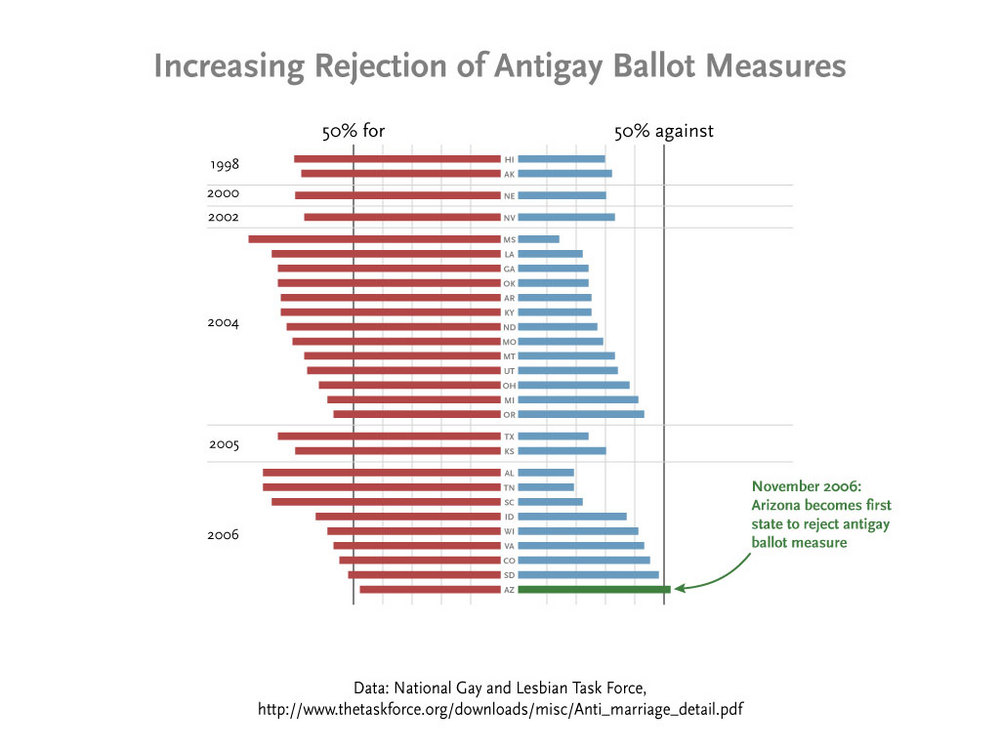 Increasing Rejection of Antigay Ballot Measures
50% for
50% against
1998
HI
AK
2000
NE
2002
NV
2004
MS
LA
GA
OK
AR
KY
ND
MO
MT
UT
OH
MI
OR
2005
TX
KS
2006
AL
TN
SC
ID
WI
VA
CO
SD
AZ
November 2006:
Arizona becomes first
state to reject antigay
ballot measure
Data: National Gay and Lesbian Task Force,
http://www.thetaskforce.org/downloads/misc/Anti_marriage_detail.pdf